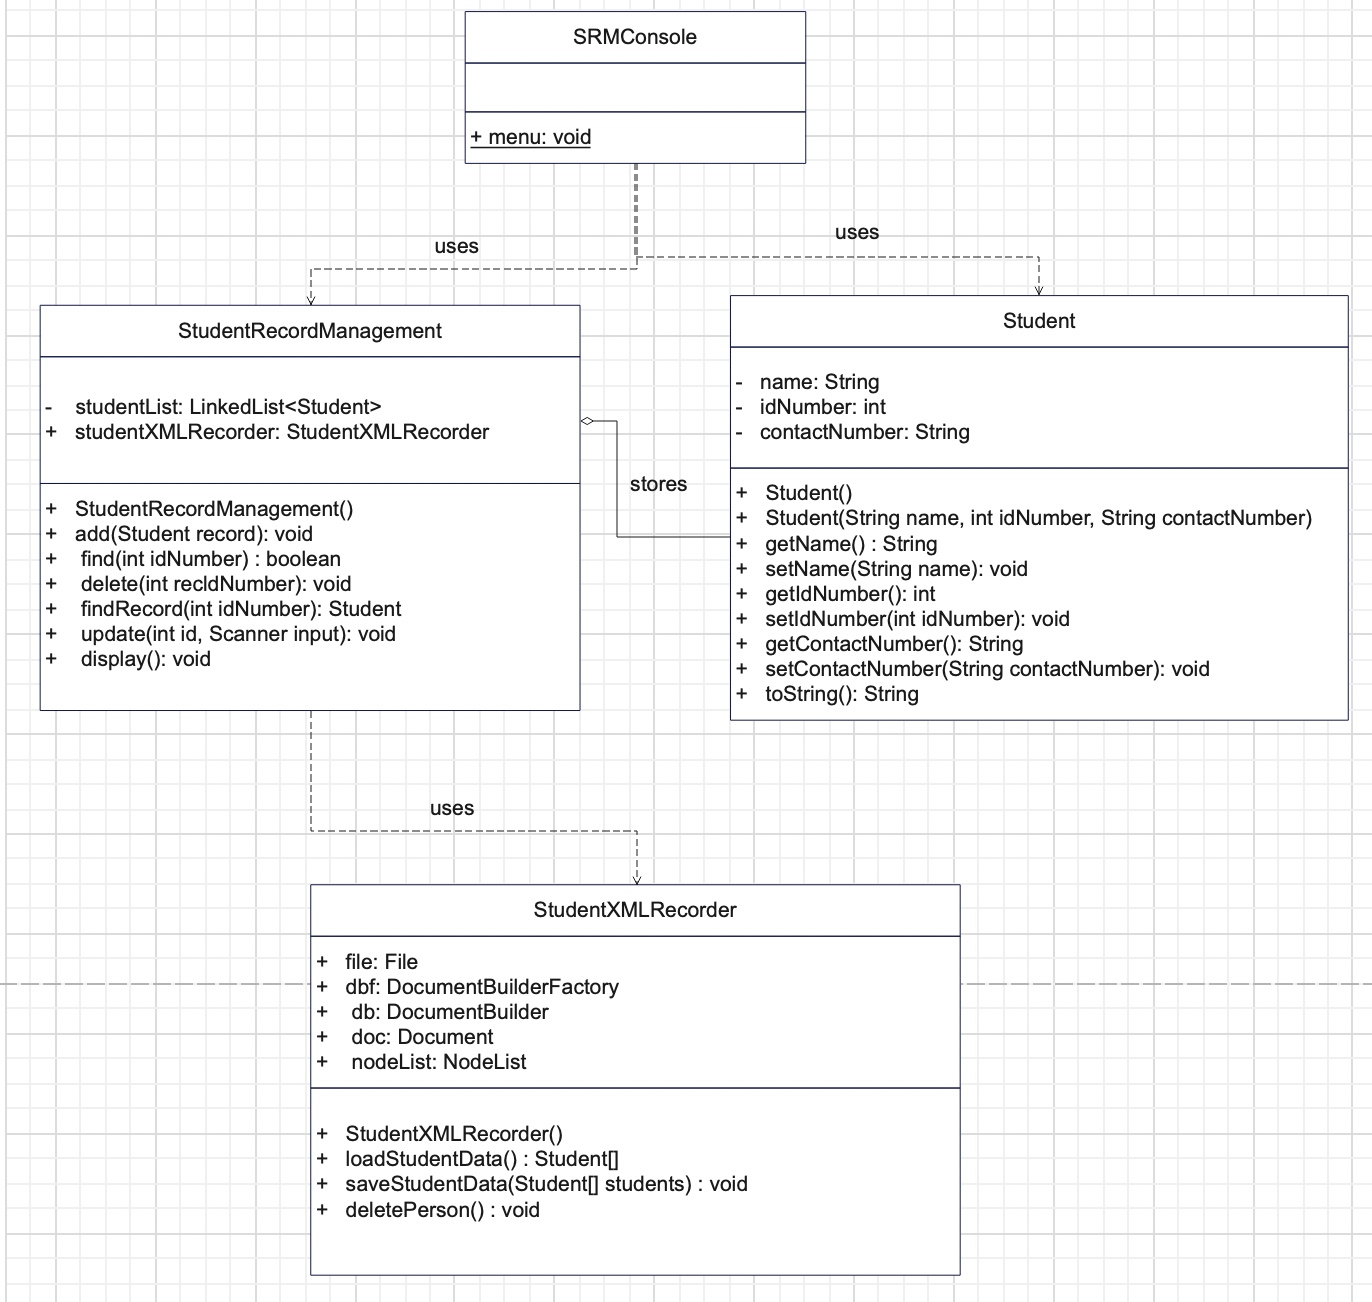 SRMConsole
+ menu: void
uses
uses
StudentRecordManagement
- studentList: LinkedList<Student>
+ studentXMLRecorder: StudentXMLRecorder
+ StudentRecordManagement()
+ add(Student record): void
+ find(int idNumber) : boolean
+ delete(int recIdNumber): void
+ findRecord(int idNumber): Student
+ update(int id, Scanner input): void
+ display(): void
stores
Student
- name: String
- idNumber: int
- contactNumber: String
+ Student()
+ Student(String name, int idNumber, String contactNumber)
+ getName() : String
+ setName(String name): void
+ getIdNumber(): int
+ setIdNumber(int idNumber): void
+ getContactNumber(): String
+ setContactNumber(String contactNumber): void
+ toString(): String
uses
StudentXMLRecorder
+ file: File
+ dbf: DocumentBuilderFactory
+ db: DocumentBuilder
+ doc: Document
+ nodeList: NodeList
+ StudentXMLRecorder()
+ loadStudentData() : Student[]
+ saveStudentData(Student[] students) : void
+ deletePerson() : void